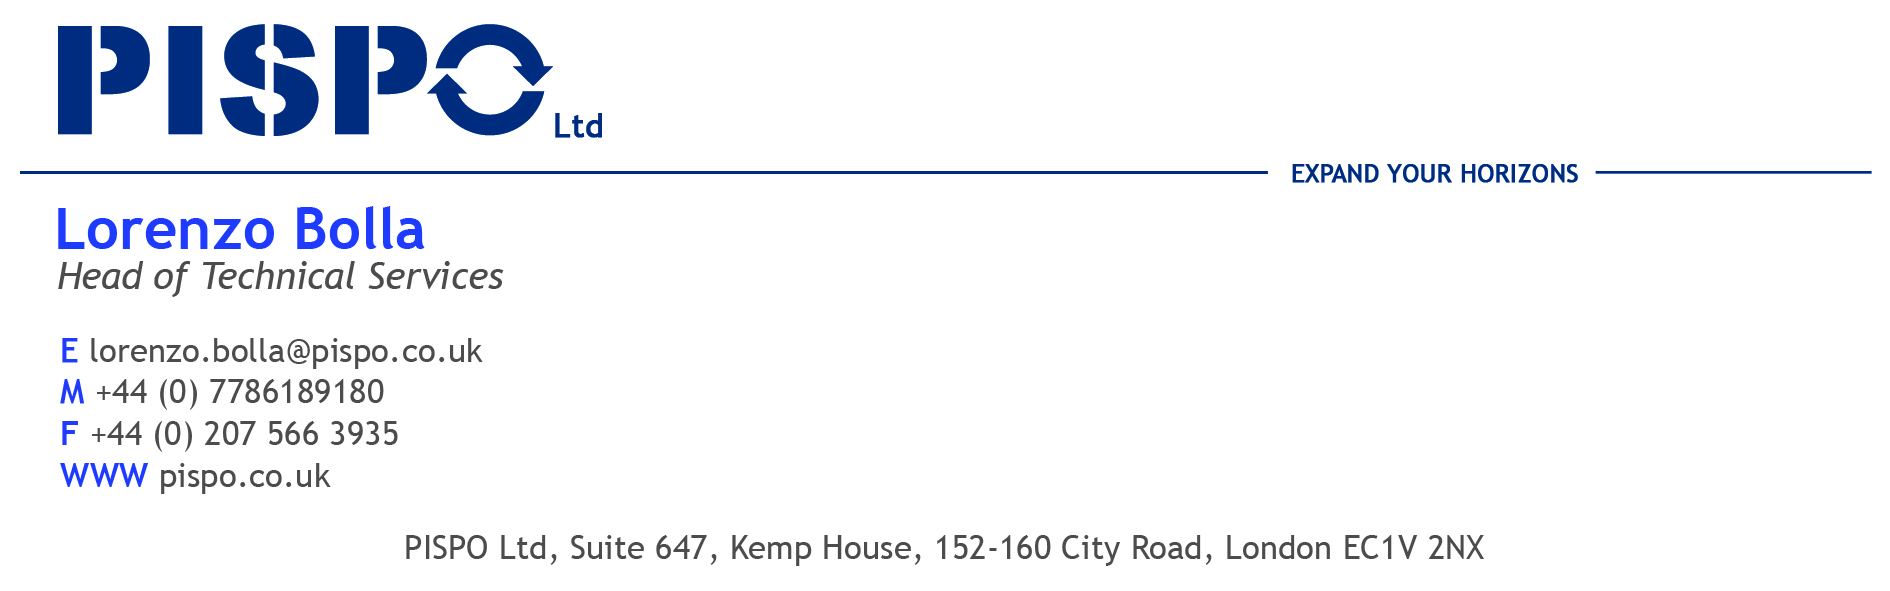 PISPO Ltd
EXPAND YOUR HORIZONS
Lorenzo Bolla
Head of Technical Services
E lorenzo.bolla@pispo.co.uk
M +44 (0) 7786189180
F +44 (0) 207 566 3935
WWW pispo.co.uk
PISPO Ltd, Suite 647, Kemp House, 152-160 City Road, London EC1V 2NX